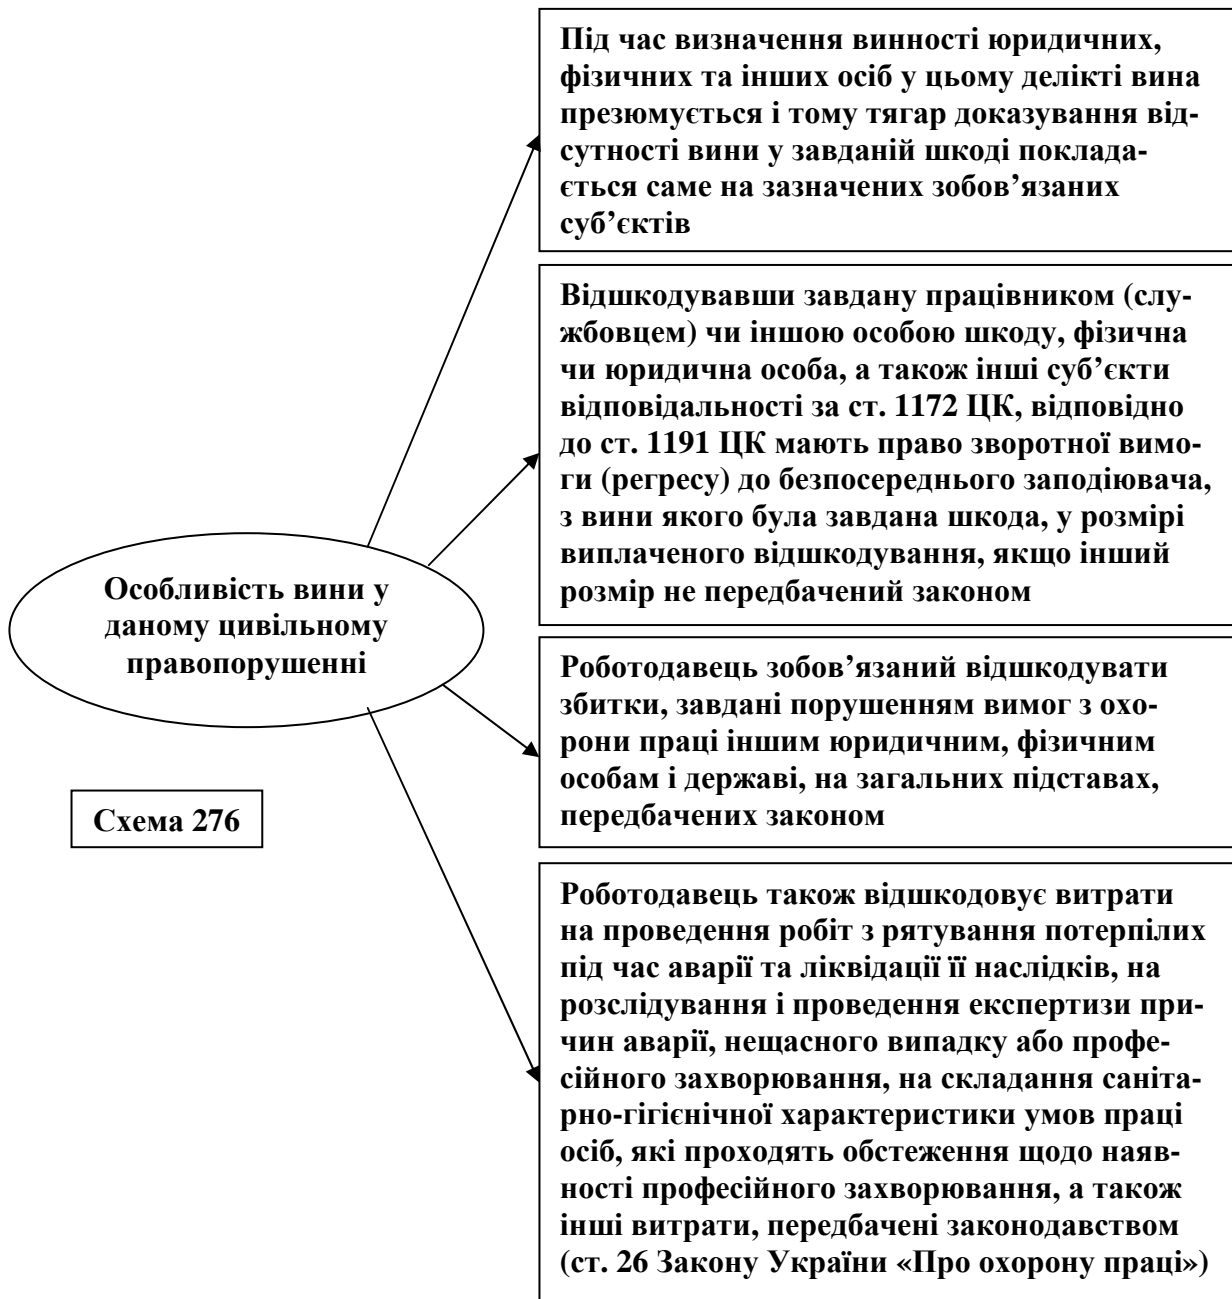 Під час визначення винності юридичних,
фізичних та інших осіб у цьому делікті вина
презюмується і тому тягар доказування від-
сутності вини у завданій шкоді поклада-
ється саме на зазначених зобов’язаних
суб’єктів
Відшкодувавши завдану працівником (слу-
жбовцем) чи іншою особою шкоду, фізична
чи юридична особа, а також інші суб’єкти
відповідальності за ст. 1172 ЦК, відповідно
до ст. 1191 ЦК мають право зворотної вимо-
ги (регресу) до безпосереднього заподіювача,
з вини якого була завдана шкода, у розмірі
виплаченого відшкодування, якщо інший
розмір не передбачений законом
Особливість вини у
даному цивільному
правопорушенні
Роботодавець зобов’язаний відшкодувати
збитки, завдані порушенням вимог з охо-
рони праці іншим юридичним, фізичним
особам і державі, на загальних підставах,
передбачених законом
Схема 276
Роботодавець також відшкодовує витрати
на проведення робіт з рятування потерпілих
під час аварії та ліквідації її наслідків, на
розслідування і проведення експертизи при-
чин аварії, нещасного випадку або профе-
сійного захворювання, на складання саніта-
рно-гігієнічної характеристики умов праці
осіб, які проходять обстеження щодо наяв-
ності професійного захворювання, а також
інші витрати, передбачені законодавством
(ст. 26 Закону України «Про охорону праці»)